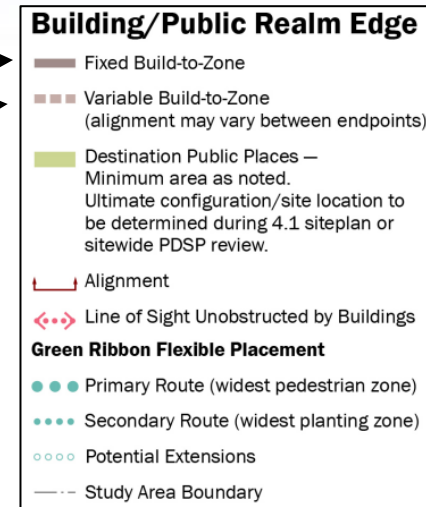 Building/Public Realm Edge
Fixed Build-to-Zone
Variable Build-to-Zone
(alignment may vary between endpoints)
Destination Public Places —
Minimum area as noted.
Ultimate configuration/site location to
be determined during 4.1 siteplan or
sitewide PDSP review.
Alignment
Line of Sight Unobstructed by Buildings
Green Ribbon Flexible Placement
Primary Route (widest pedestrian zone)
Secondary Route (widest planting zone)
Potential Extensions
Study Area Boundary